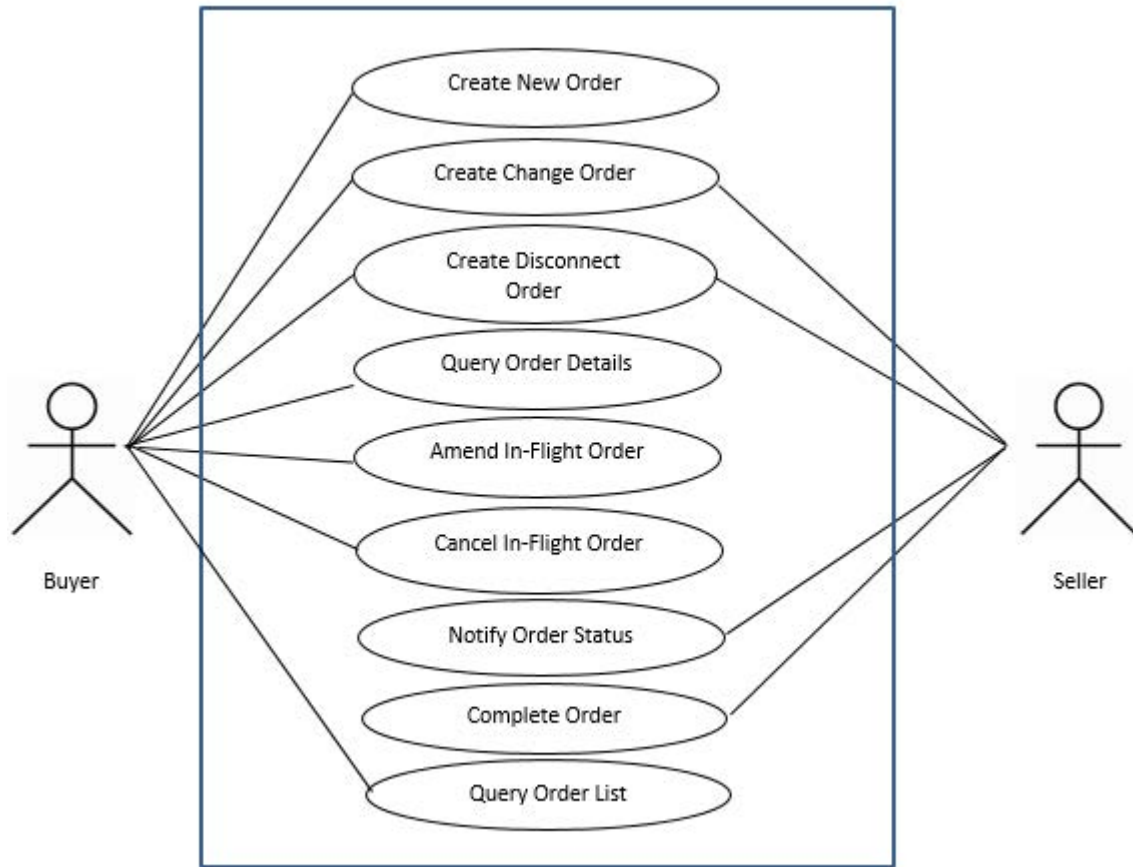 Create New Order
Create Change Order
Create Disconnect
Order
Query Order Details
Amend In-Flight Order
Cancel In-Flight Order
Buyer
Seller
Notify Order Status
Complete Order
Query Order List